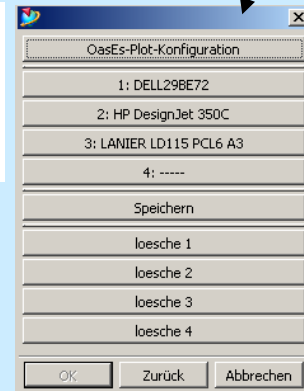 OasEs-Plot-Konfiguration
1: DELL29BE72
2: HP DesignJet 350C
3: LANIER LD115 PCL6 A3
4: -----
Speichern
loesche 1
loesche 2
loesche 3
loesche 4
OK Zurück Abbrechen